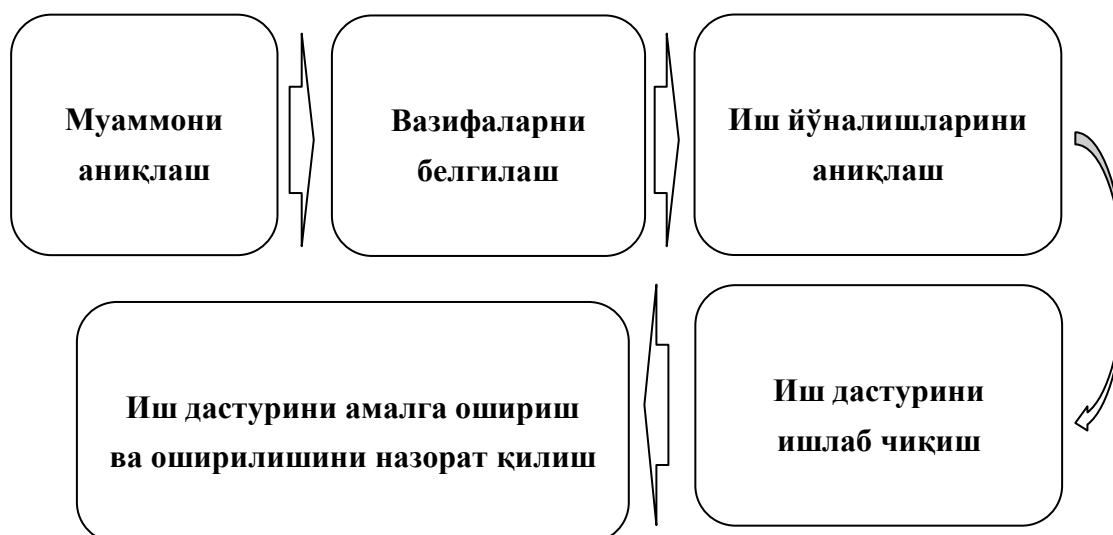 Муаммони
аниқлаш
Вазифаларни
белгилаш
Иш йўналишларини
аниқлаш
Иш дастурини
ишлаб чиқиш
Иш дастурини амалга ошириш
ва оширилишини назорат қилиш